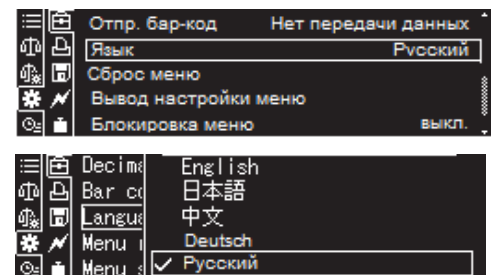 Отпр. бар-код Нет передачи данных
Язык Русский
Сброс меню
Вывод настройки меню
Блокировка меню выкл.
Decima English
Bar co 日本語
Langua 中文
Menu Deutsch
Menu Русский